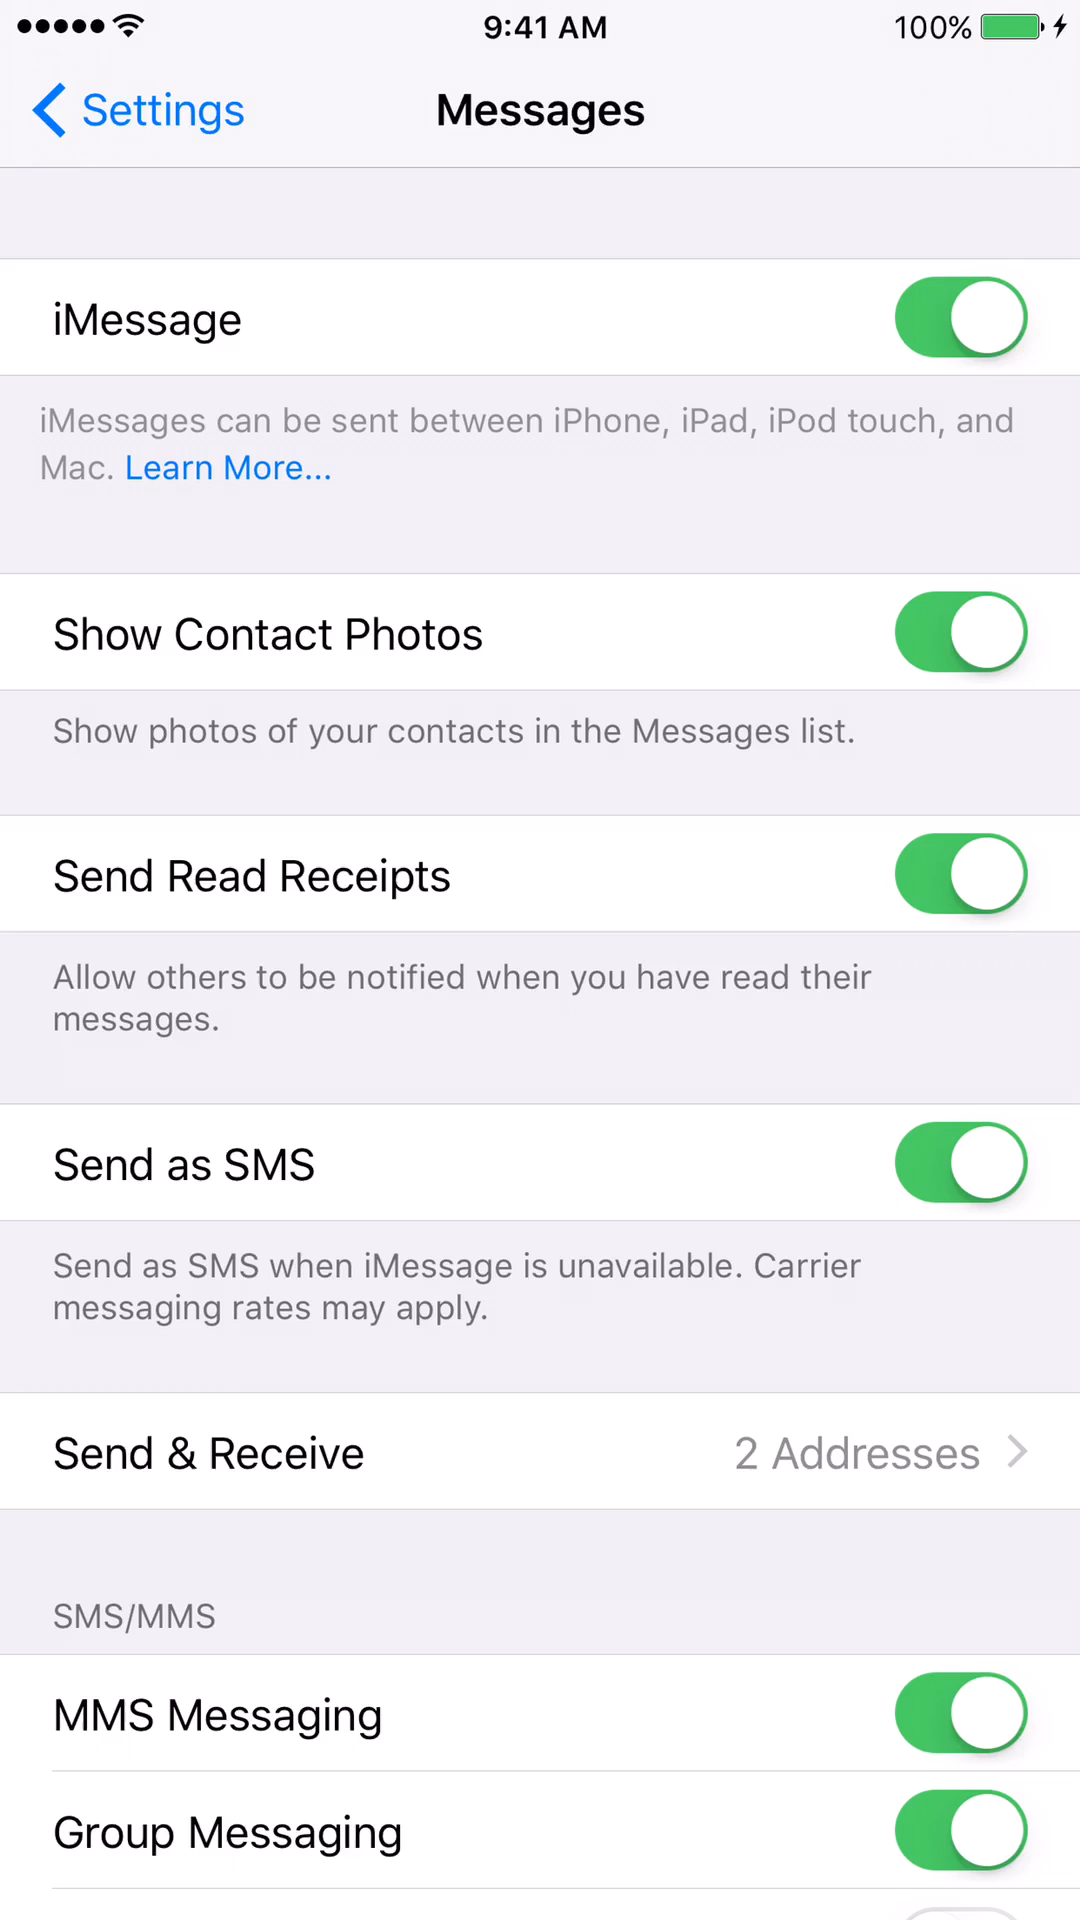 9:41 AM
100%
Settings
Messages
iMessage
iMessages can be sent between iPhone, iPad, iPod touch, and
Mac. Learn More...
Show Contact Photos
Show photos of your contacts in the Messages list.
Send Read Receipts
Allow others to be notified when you have read their
messages.
Send as SMS
Send as SMS when iMessage is unavailable. Carrier
messaging rates may apply.
Send & Receive
2 Addresses
SMS/MMS
MMS Messaging
Group Messaging